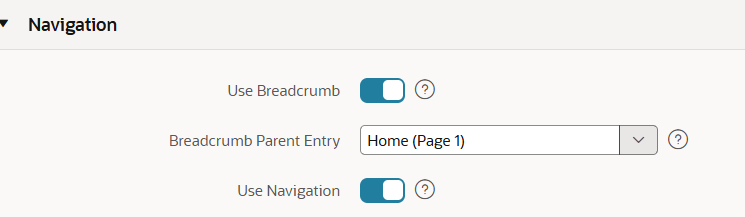 Navigation
Use Breadcrumb ?
Breadcrumb Parent Entry Home (Page 1) ?
Use Navigation ?